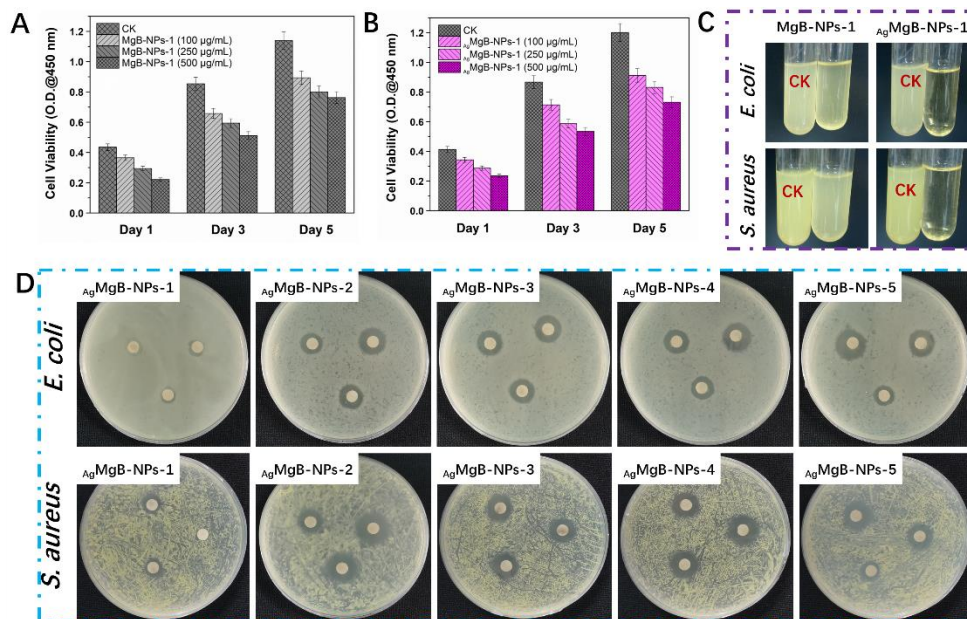 A
CK
MgB-NPs-1 (100 μg/mL)
MgB-NPs-1 (250 μg/mL)
MgB-NPs-1 (500 μg/mL)
Cell Viability (O.D.@450 nm)
1.2
1.0
0.8
0.6
0.4
0.2
0.0
Day 1
Day 3
Day 5
B
CK
AgMgB-NPs-1 (100 μg/mL)
AgMgB-NPs-1 (250 μg/mL)
AgMgB-NPs-1 (500 μg/mL)
Cell Viability (O.D.@450 nm)
1.2
1.0
0.8
0.6
0.4
0.2
0.0
Day 1
Day 3
Day 5
C
MgB-NPs-1
AgMgB-NPs-1
E. coli
CK
CK
S. aureus
CK
CK
D
E. coli
AgMgB-NPs-1
AgMgB-NPs-2
AgMgB-NPs-3
AgMgB-NPs-4
AgMgB-NPs-5
S. aureus
AgMgB-NPs-1
AgMgB-NPs-2
AgMgB-NPs-3
AgMgB-NPs-4
AgMgB-NPs-5